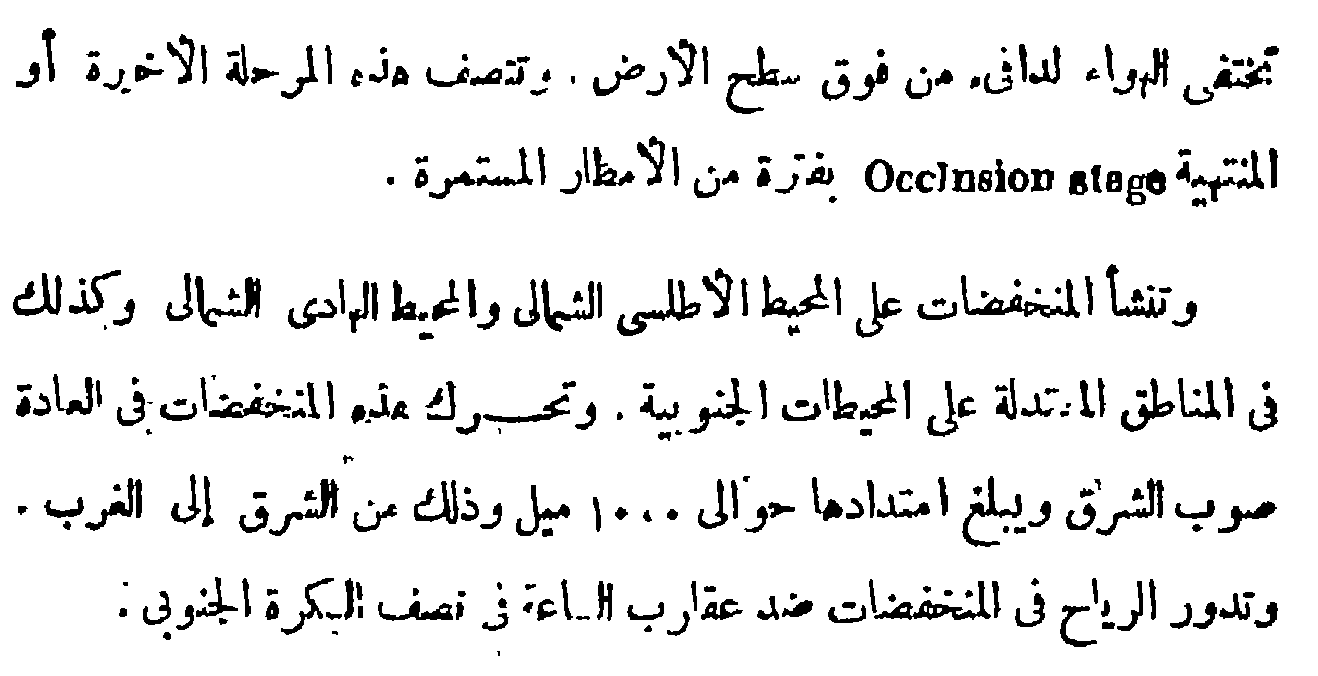 تختفى الهواء لدافىء من فوق سطح الأرض . وتتصف هذه المرحلة الأخيرة أو
المنتهية Occlusion stage بفترة من الأمطار المستمرة .
وتنشأ المنخفضات على المحيط الأطلسى الشمالى والمحيط الهادى الشمالى وكذلك
فى المناطق المعتدلة على المحيطات الجنوبية . وتحرك هذه المنخفضات فى العادة
صوب الشرق ويبلغ امتدادها حوالى ١٠٠٠ ميل وذلك من الشرق إلى الغرب .
وتدور الرياح فى المنخفضات ضد عقارب الساعة فى نصف البكرة الجنوبى .